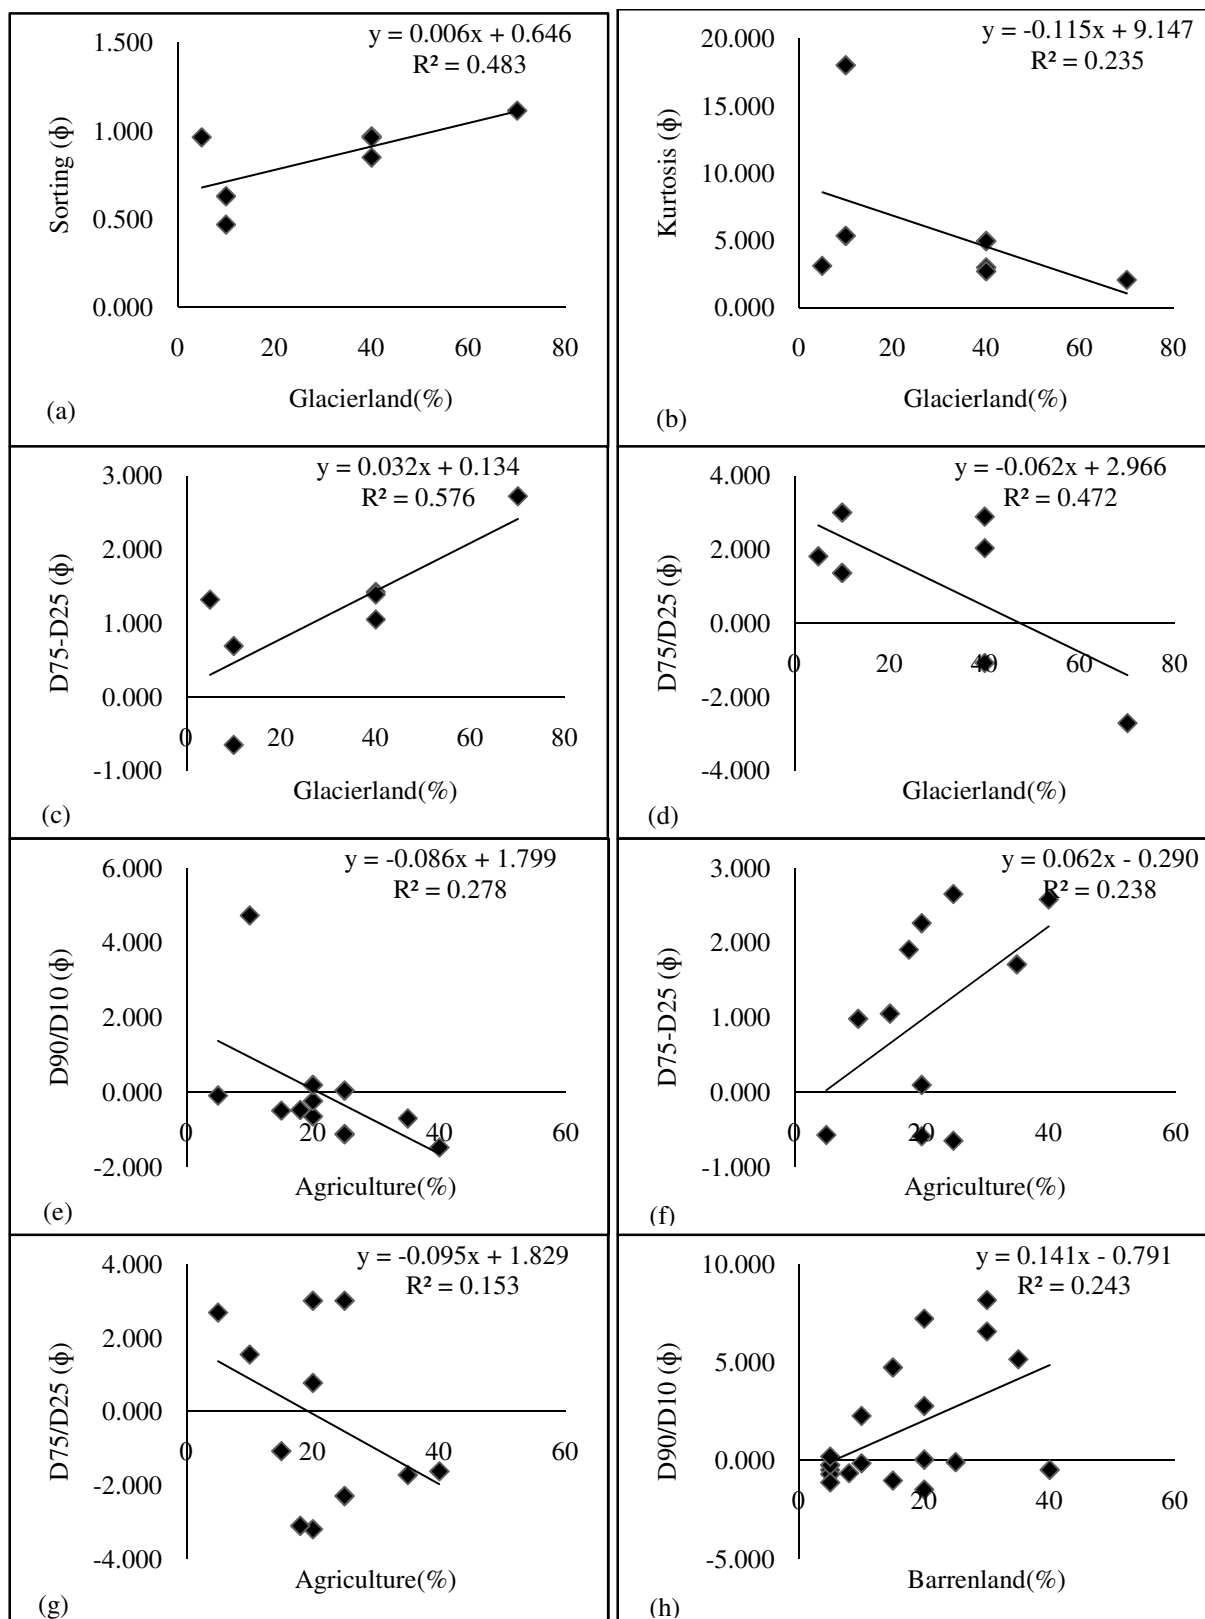 y = 0.006x + 0.646
R² = 0.483
1.500
1.000
0.500
0.000
Sorting (ϕ)
0 20 40 60 80
Glacierland(%)
(a)
y = -0.115x + 9.147
R² = 0.235
20.000
15.000
10.000
5.000
0.000
Kurtosis (ϕ)
0 20 40 60 80
Glacierland(%)
(b)
y = 0.032x + 0.134
R² = 0.576
3.000
2.000
1.000
0.000
-1.000
D75-D25 (ϕ)
0 20 40 60 80
Glacierland(%)
(c)
y = -0.062x + 2.966
R² = 0.472
4.000
2.000
0.000
-2.000
-4.000
D75/D25 (ϕ)
0 20 40 60 80
Glacierland(%)
(d)
y = -0.086x + 1.799
R² = 0.278
6.000
4.000
2.000
0.000
-2.000
D90/D10 (ϕ)
0 20 40 60
Agriculture(%)
(e)
y = 0.062x - 0.290
R² = 0.238
3.000
2.000
1.000
0.000
-1.000
D75-D25 (ϕ)
0 20 40 60
Agriculture(%)
(f)
y = -0.095x + 1.829
R² = 0.153
4.000
2.000
0.000
-2.000
-4.000
D75/D25 (ϕ)
0 20 40 60
Agriculture(%)
(g)
y = 0.141x - 0.791
R² = 0.243
10.000
5.000
0.000
-5.000
D90/D10 (ϕ)
0 20 40 60
Barrenland(%)
(h)